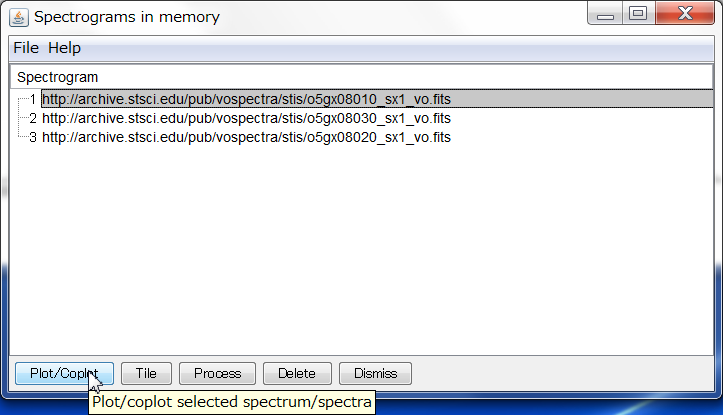 Spectrograms in memory
File Help
Spectrogram
1 http://archive.stsci.edu/pub/vospectra/stis/o5gx08010_sx1_vo.fits
2 http://archive.stsci.edu/pub/vospectra/stis/o5gx08030_sx1_vo.fits
3 http://archive.stsci.edu/pub/vospectra/stis/o5gx08020_sx1_vo.fits
Plot/Coplot Tile Process Delete Dismiss
Plot/coplot selected spectrum/spectra